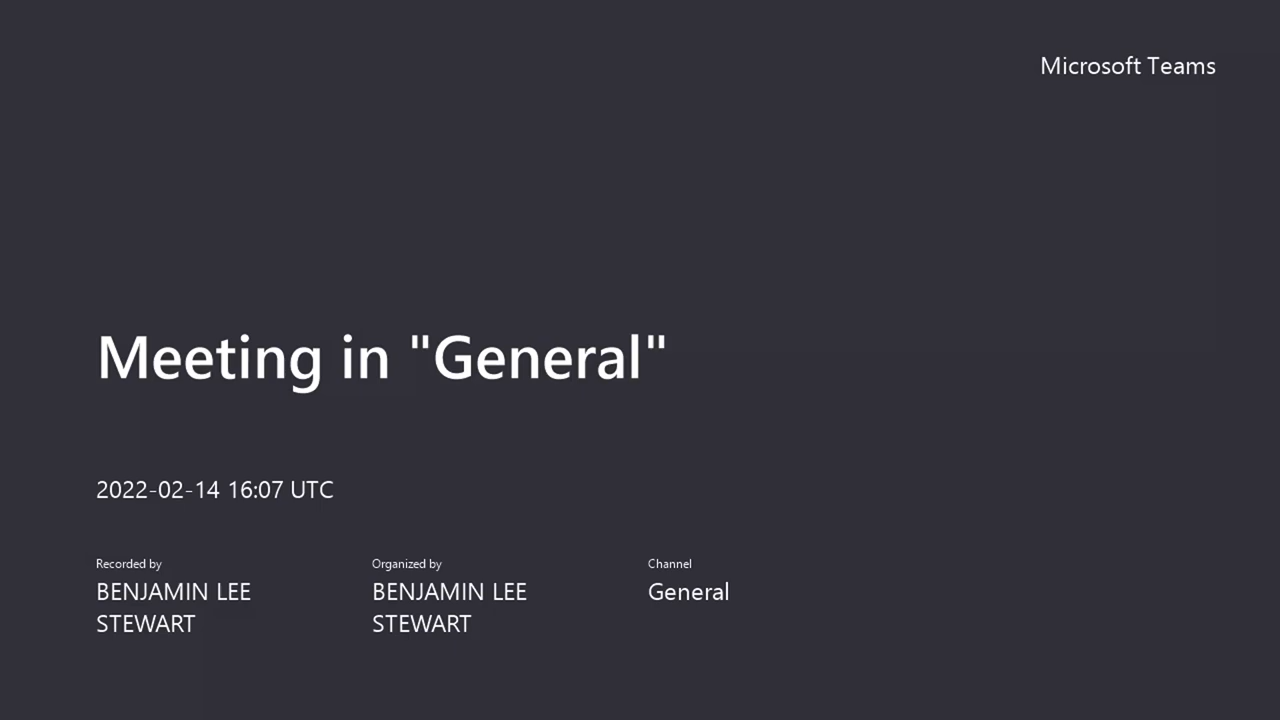 Microsoft Teams
Meeting in "General"
2022-02-14 16:07 UTC
Recorded by
BENJAMIN LEE
STEWART
Organized by
BENJAMIN LEE
STEWART
Channel
General